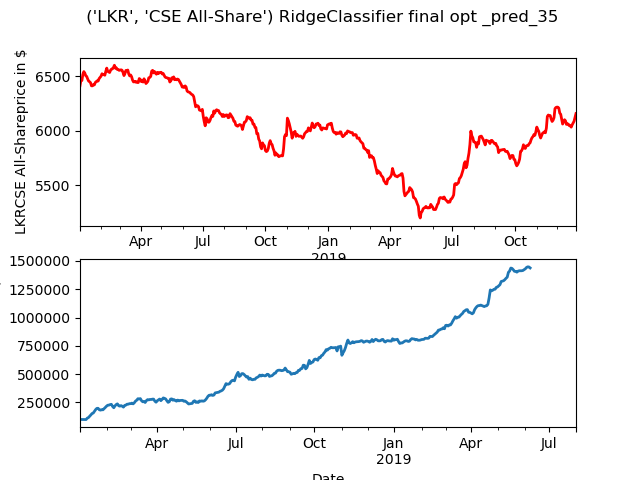 ('LKR', 'CSE All-Share') RidgeClassifier final opt _pred_35
LKRCSE All-Shareprice in $
6500
6000
5500
Apr Jul Oct Jan Apr Jul Oct
2019
1500000
1250000
1000000
750000
500000
250000
Apr Jul Oct Jan Apr Jul
2019
Date